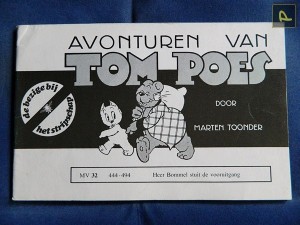 AVONTUREN VAN
TOM POES
DOOR
MARTEN TOONDER
de bezige bij
het stripschap
MV 32 444-494 Heer Bommel stuit de vooruitgang
P